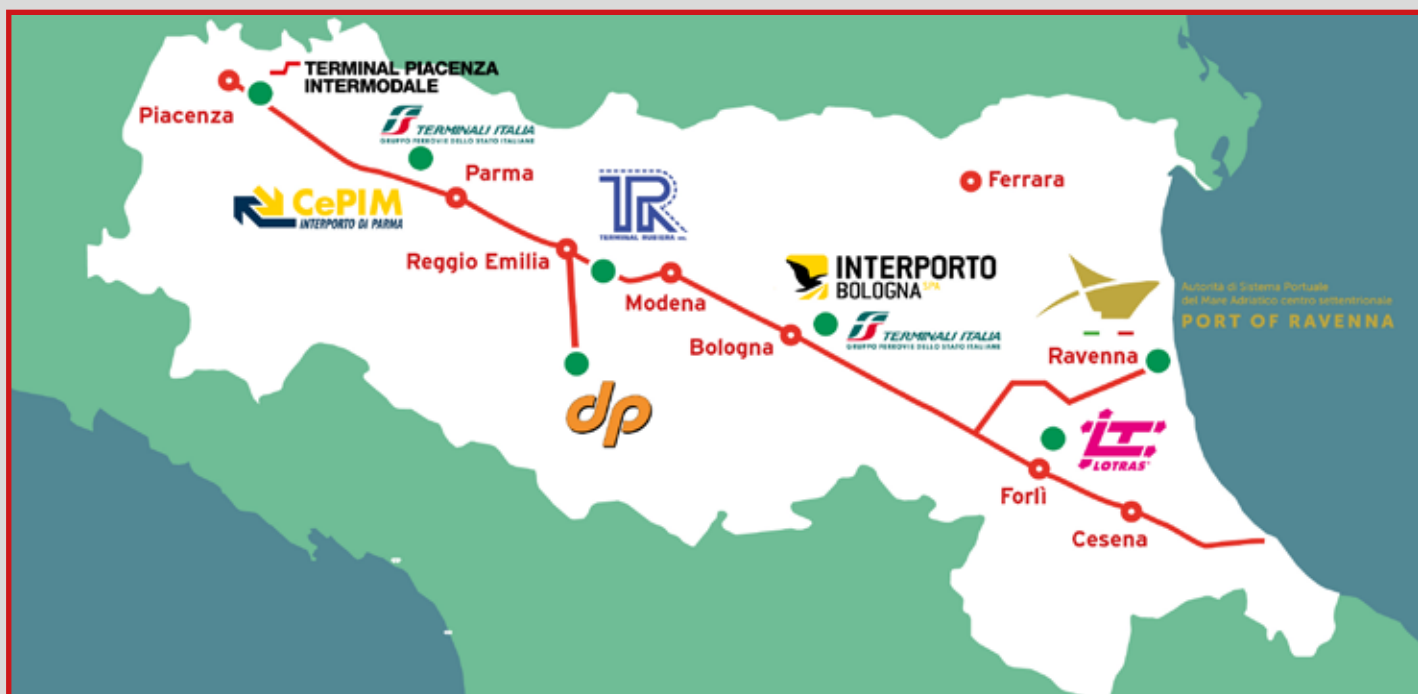 TERMINAL PIACENZA
INTERMODALE
Piacenza
TERMINALI ITALIA
GRUPPO FERROVIE DELLO STATO ITALIANE
Parma
CePIM
INTERPORTO DI PARMA
TR
TERMINAL RUBIERA SRL
Ferrara
Reggio Emilia
Modena
INTERPORTO
BOLOGNA SPA
TERMINALI ITALIA
GRUPPO FERROVIE DELLO STATO ITALIANE
Bologna
Autorità di Sistema Portuale
del Mare Adriatico centro settentrionale
PORT OF RAVENNA
Ravenna
dp
LT
LOTRAS
Forlì
Cesena